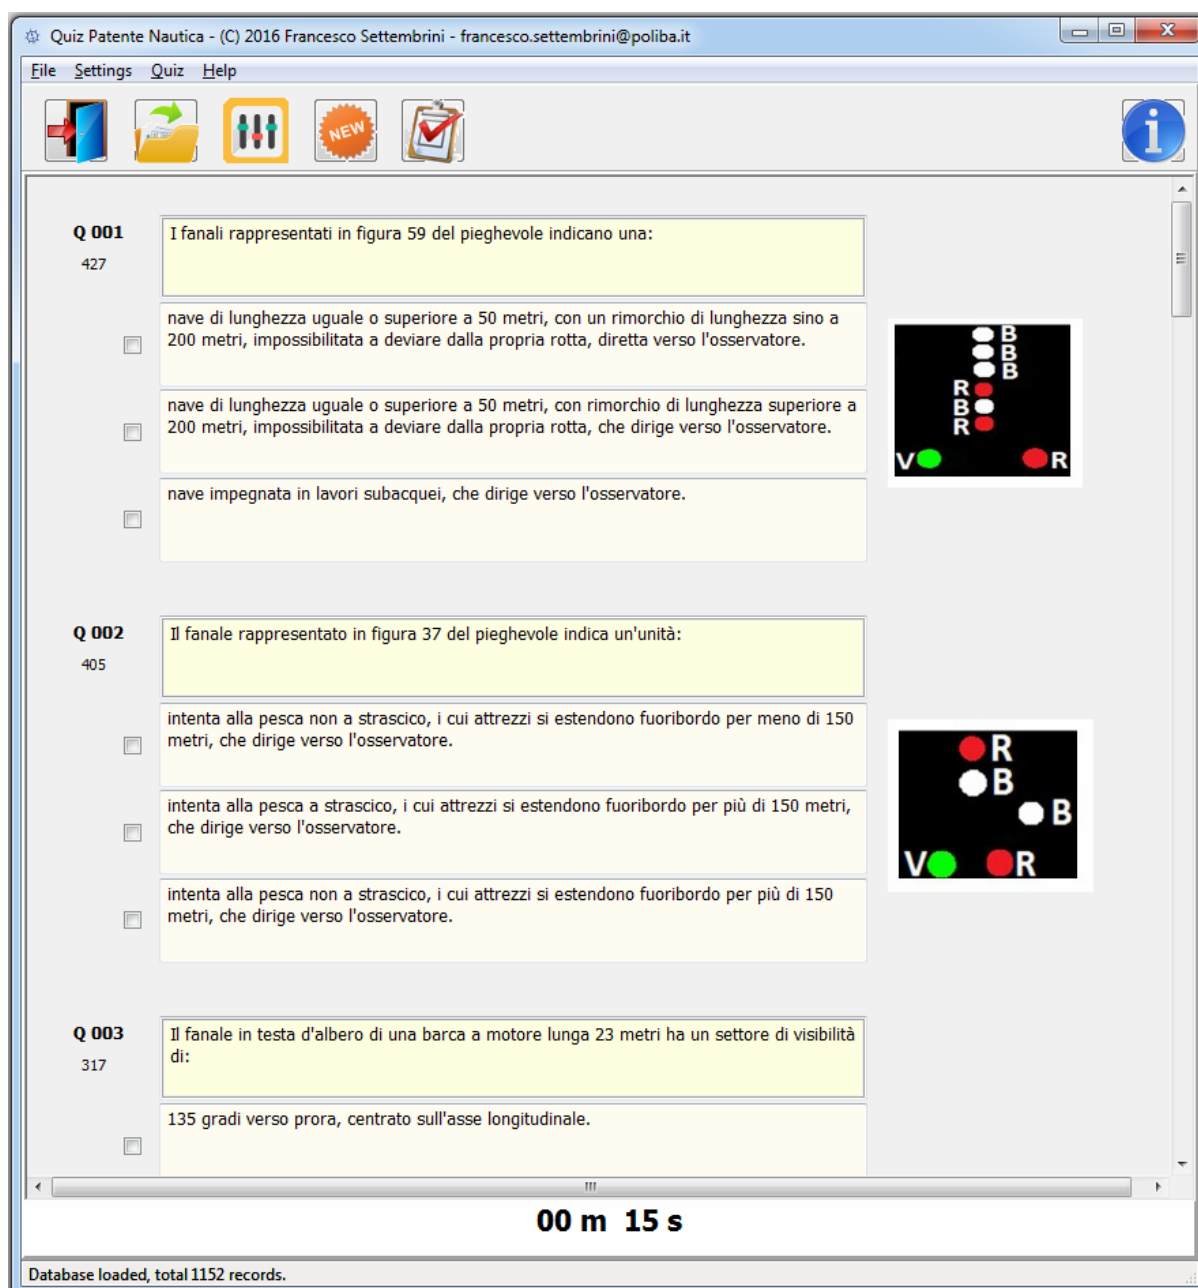 Quiz Patente Nautica - (C) 2016 Francesco Settembrini - francesco.settembrini@poliba.it
File Settings Quiz Help
NEW
i
Q 001
427
I fanali rappresentati in figura 59 del pieghevole indicano una:
nave di lunghezza uguale o superiore a 50 metri, con un rimorchio di lunghezza sino a
200 metri, impossibilitata a deviare dalla propria rotta, diretta verso l'osservatore.
nave di lunghezza uguale o superiore a 50 metri, con rimorchio di lunghezza superiore a
200 metri, impossibilitata a deviare dalla propria rotta, che dirige verso l'osservatore.
nave impegnata in lavori subacquei, che dirige verso l'osservatore.
B
B
B
R
B
R
V R
Q 002
405
Il fanale rappresentato in figura 37 del pieghevole indica un'unità:
intenta alla pesca non a strascico, i cui attrezzi si estendono fuoribordo per meno di 150
metri, che dirige verso l'osservatore.
intenta alla pesca a strascico, i cui attrezzi si estendono fuoribordo per più di 150 metri,
che dirige verso l'osservatore.
intenta alla pesca non a strascico, i cui attrezzi si estendono fuoribordo per più di 150
metri, che dirige verso l'osservatore.
R
B
B
V R
Q 003
317
Il fanale in testa d'albero di una barca a motore lunga 23 metri ha un settore di visibilità
di:
135 gradi verso prora, centrato sull'asse longitudinale.
00 m 15 s
Database loaded, total 1152 records.